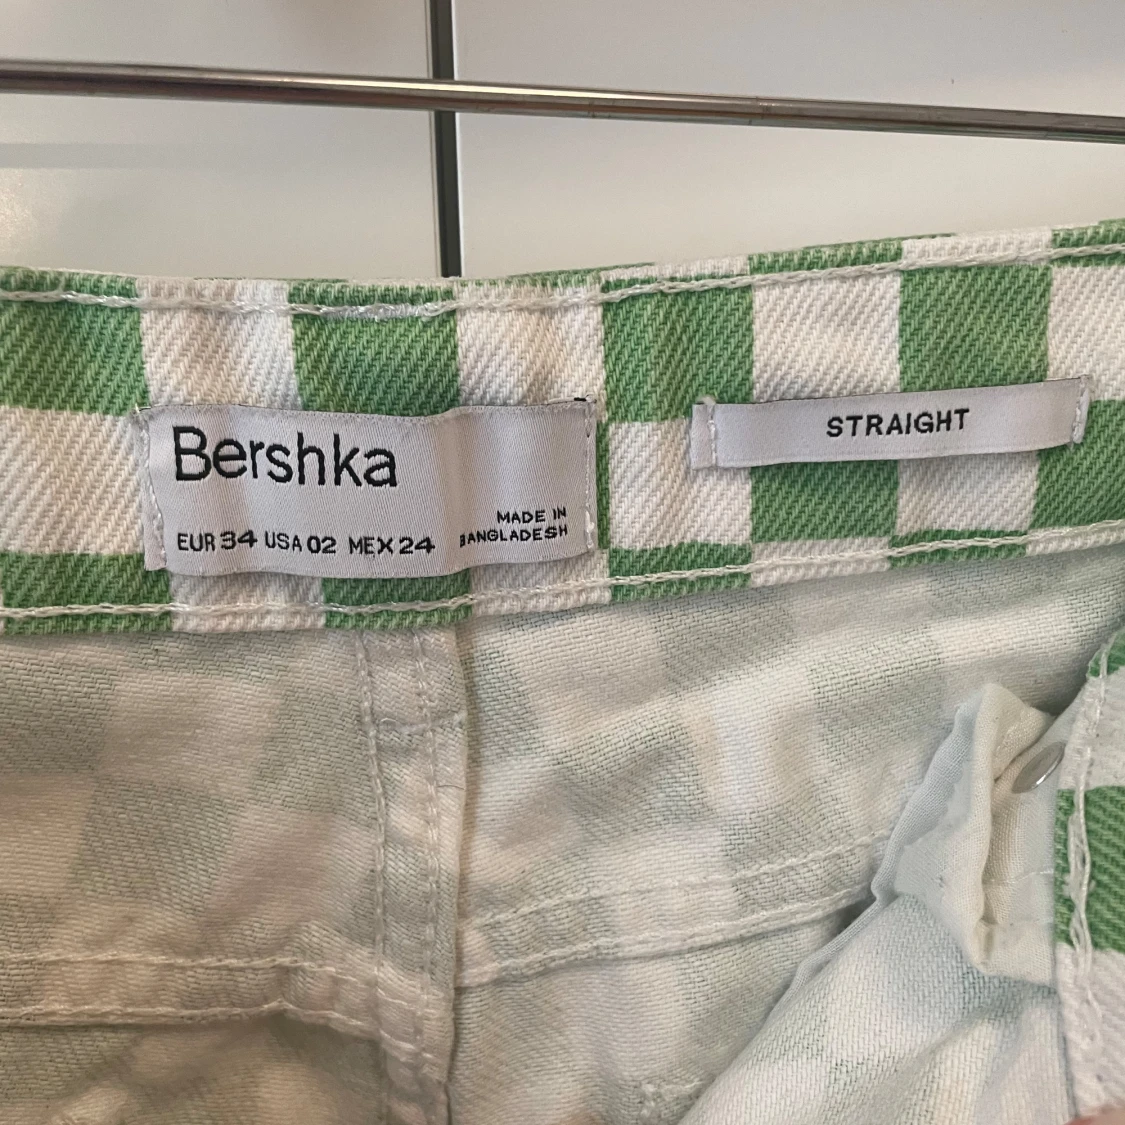 Bershka
EUR 34 USA 02 MEX 24
MADE IN
BANGLADESH
STRAIGHT